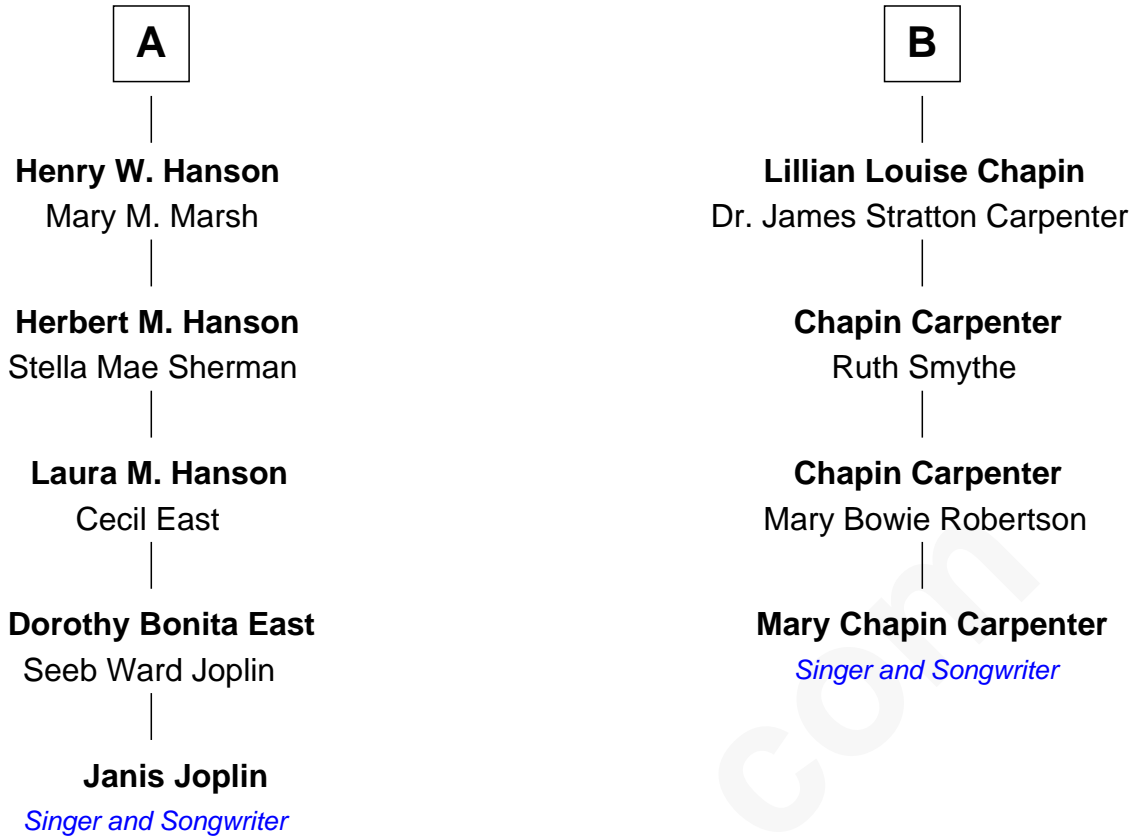 A
Henry W. Hanson
Mary M. Marsh
Herbert M. Hanson
Stella Mae Sherman
Laura M. Hanson
Cecil East
Dorothy Bonita East
Seeb Ward Joplin
Janis Joplin
Singer and Songwriter
B
Lillian Louise Chapin
Dr. James Stratton Carpenter
Chapin Carpenter
Ruth Smythe
Chapin Carpenter
Mary Bowie Robertson
Mary Chapin Carpenter
Singer and Songwriter
com